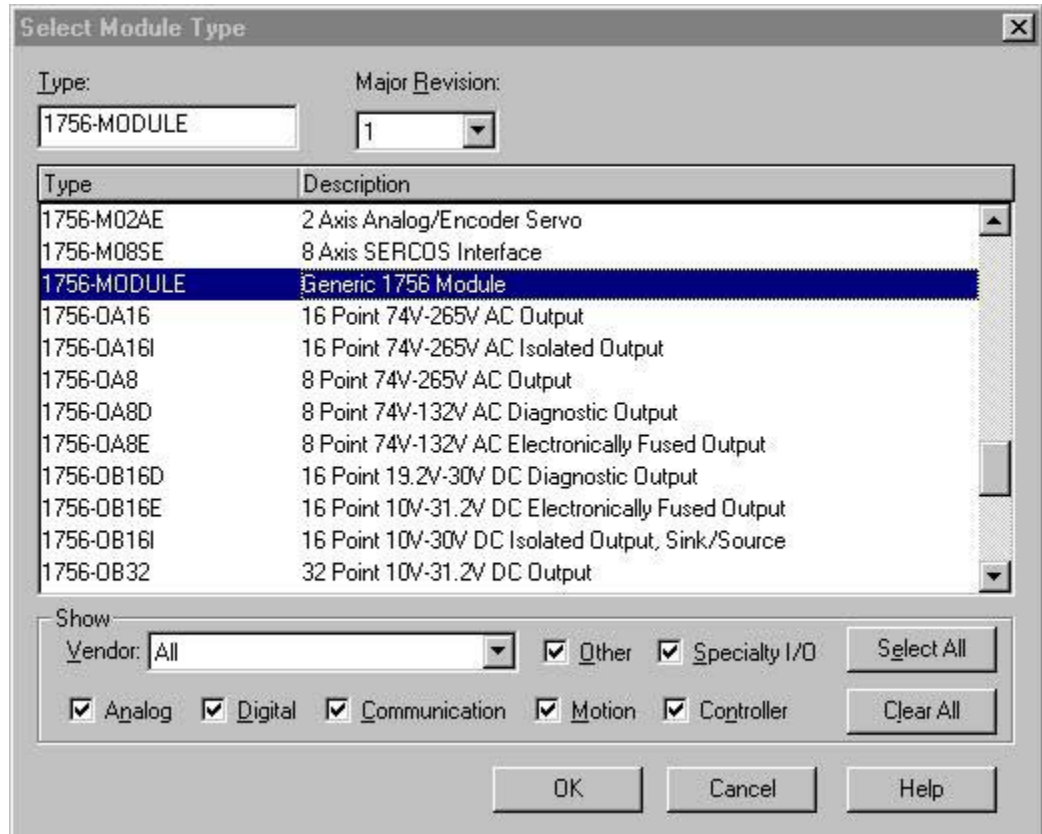 Select Module Type
Type: Major Revision:
1756-MODULE 1
Type Description
1756-M02AE 2 Axis Analog/Encoder Servo
1756-M08SE 8 Axis SERCOS Interface
1756-MODULE Generic 1756 Module
1756-OA16 16 Point 74V-265V AC Output
1756-OA16I 16 Point 74V-265V AC Isolated Output
1756-OA8 8 Point 74V-265V AC Output
1756-OA8D 8 Point 74V-132V AC Diagnostic Output
1756-OA8E 8 Point 74V-132V AC Electronically Fused Output
1756-OB16D 16 Point 19.2V-30V DC Diagnostic Output
1756-OB16E 16 Point 10V-31.2V DC Electronically Fused Output
1756-OB16I 16 Point 10V-30V DC Isolated Output, Sink/Source
1756-OB32 32 Point 10V-31.2V DC Output
Show
Vendor: All Other Specialty I/O Select All
Analog Digital Communication Motion Controller Clear All
OK Cancel Help